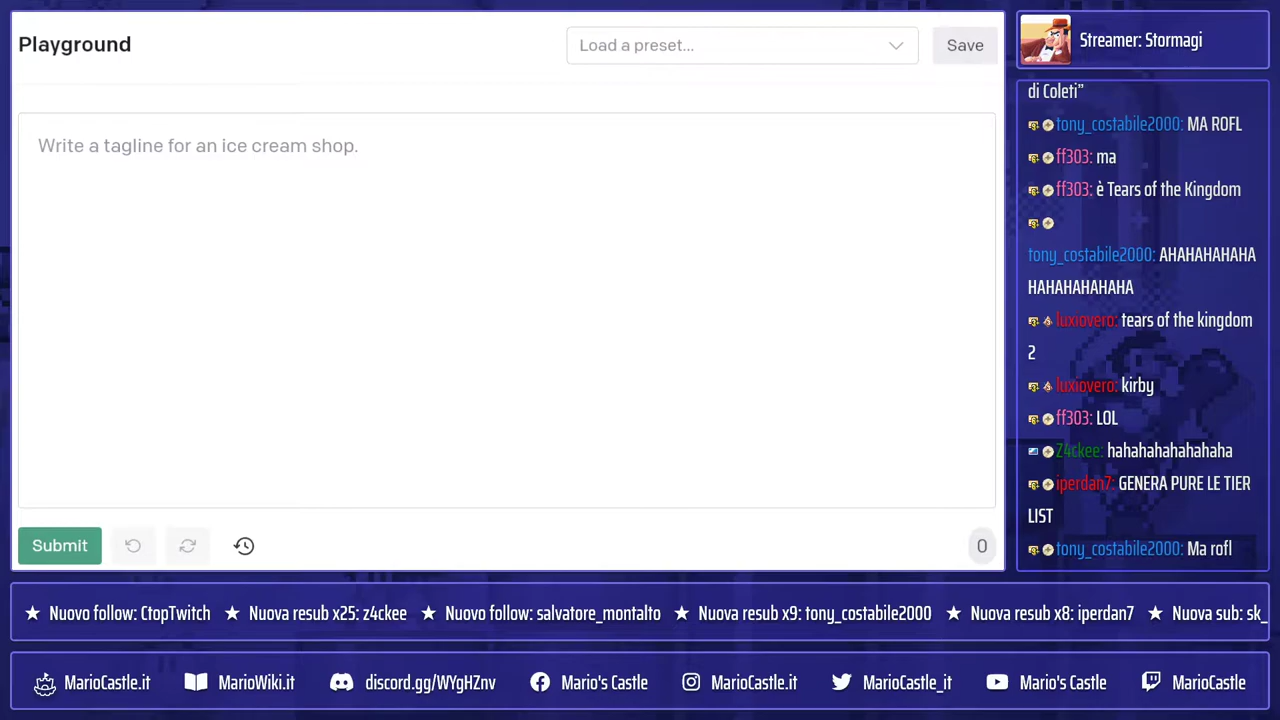 Playground
Load a preset...
Save
Write a tagline for an ice cream shop.
Submit
0
Streamer: Stormagi
di Coleti”
tony_costabile2000: MA ROFL
ff303: ma
ff303: è Tears of the Kingdom
tony_costabile2000: AHAHAHAHAHA
HAHAHAHAHAHA
luxiovero: tears of the kingdom
2
luxiovero: kirby
ff303: LOL
Z4ckee: hahahahahahahaha
iperdan7: GENERA PURE LE TIER
LIST
tony_costabile2000: Ma rofl
★ Nuovo follow: CtopTwitch ★ Nuova resub x25: z4ckee ★ Nuovo follow: salvatore_montalto ★ Nuova resub x9: tony_costabile2000 ★ Nuova resub x8: iperdan7 ★ Nuova sub: sk_
MarioCastle.it MarioWiki.it discord.gg/WYgHZnv Mario's Castle MarioCastle.it MarioCastle_it Mario's Castle MarioCastle